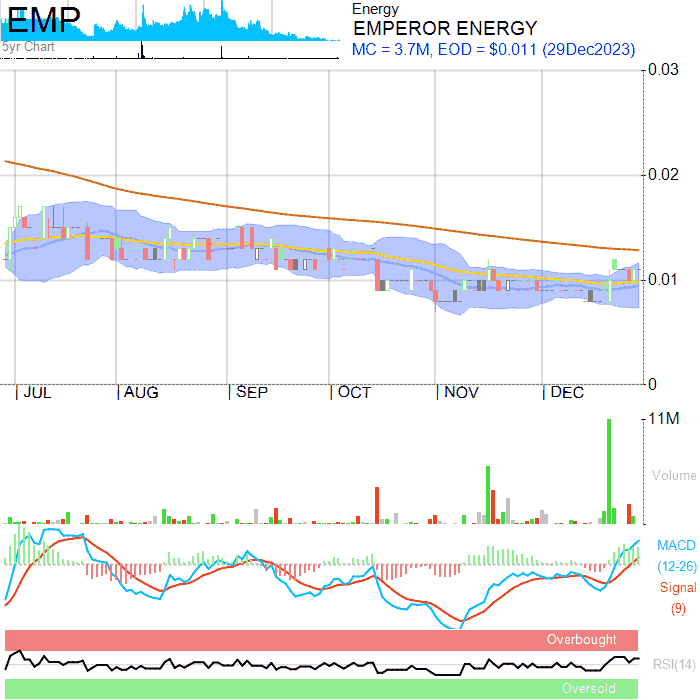 EMP
5yr Chart
Energy
EMPEROR ENERGY
MC = 3.7M, EOD = $0.011 (29Dec2023)
0.03
0.02
0.01
0
JUL AUG SEP OCT NOV DEC
11M
Volume
MACD
(12-26)
Signal
(9)
Overbought
RSI(14)
Oversold